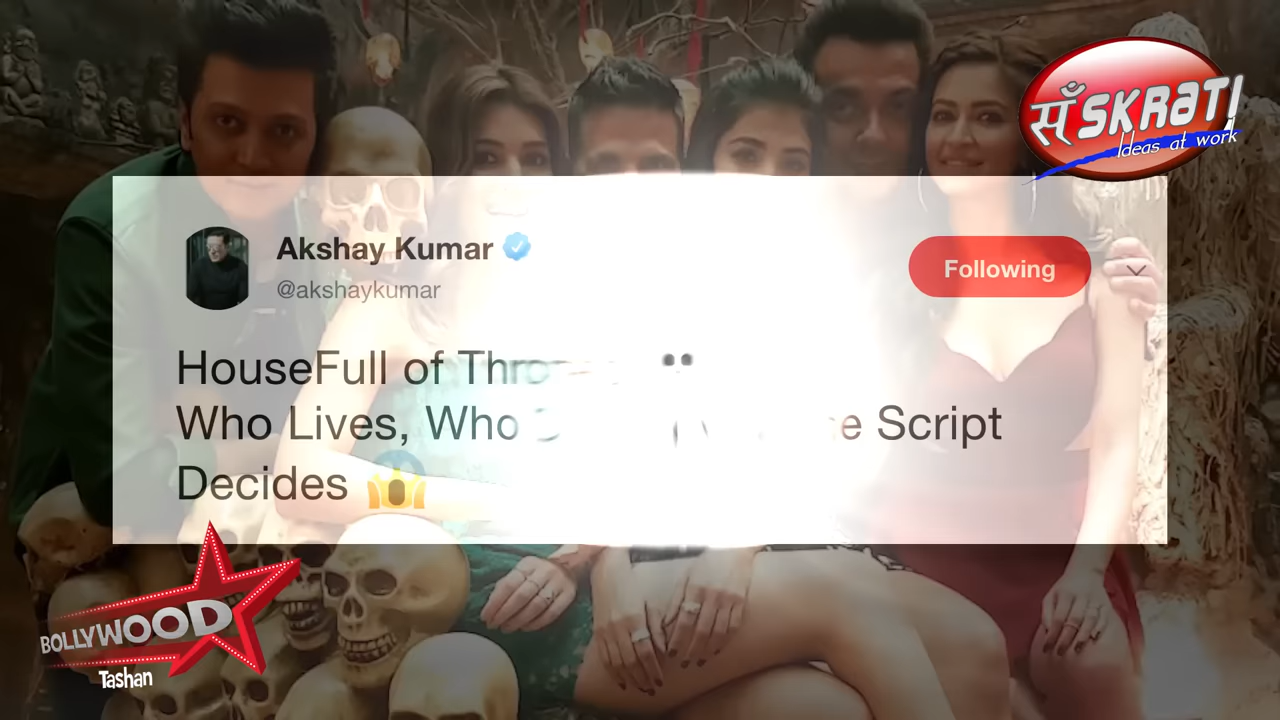 सँSKRATI
Ideas at work
Akshay Kumar
@akshaykumar
Following
HouseFull of
Who Lives, Who Script
Decides 😱
BOLLYWOOD
Tashan